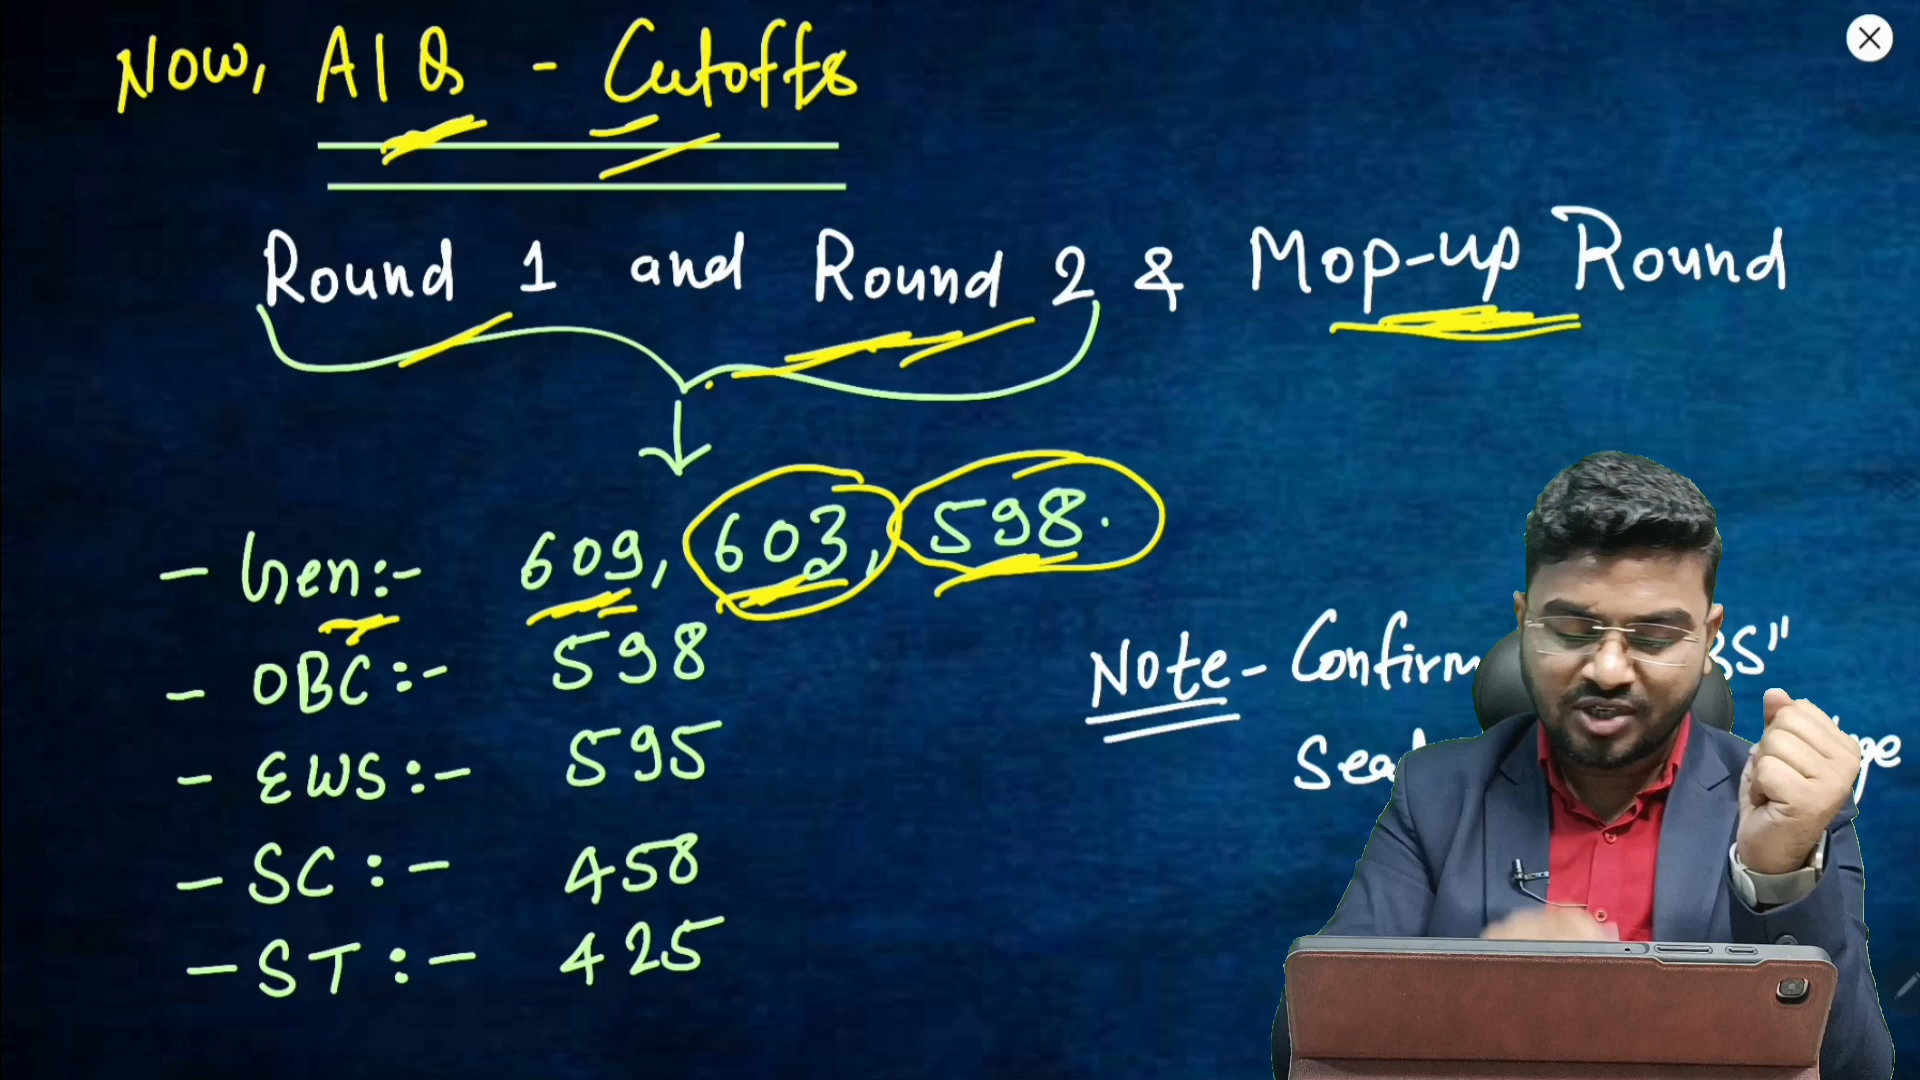 Now, AIQ - Cutoffs
Round 1 and Round 2 & Mop-up Round
- Gen:- 609, 603, 598.
- OBC:- 598
- EWS:- 595
- SC:- 458
- ST:- 425
Note - Confirm